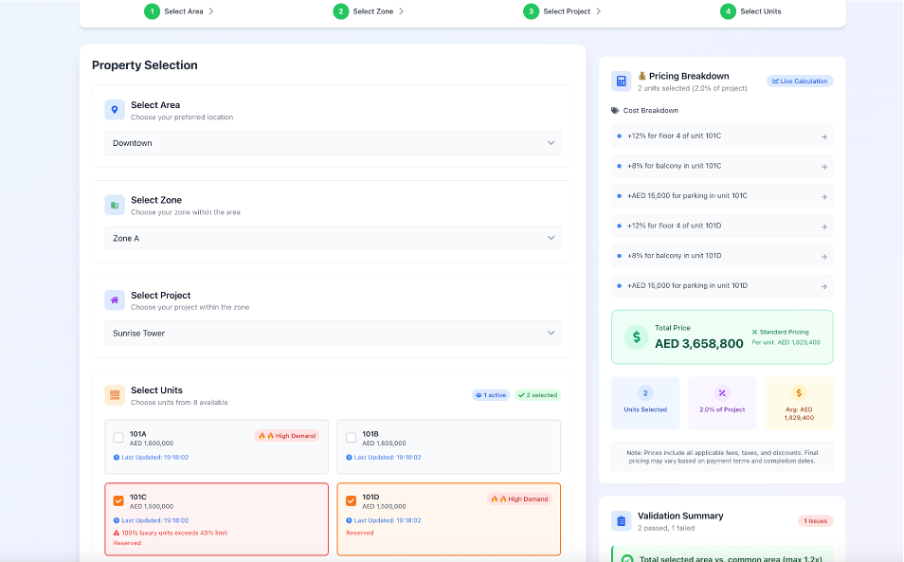 1 Select Area
2 Select Zone
3 Select Project
4 Select Units
Property Selection
Select Area
Choose your preferred location
Downtown
Select Zone
Choose your zone within the area
Zone A
Select Project
Choose your project within the zone
Sunrise Tower
Select Units
Choose units from 8 available
1 active
2 selected
101A
AED 1,600,000
High Demand
Last Updated: 19:18:02
101B
AED 1,800,000
Last Updated: 19:18:02
101C
AED 1,500,000
Last Updated: 19:18:02
100% luxury units exceeds 40% limit
Reserved
101D
AED 1,500,000
High Demand
Last Updated: 19:18:02
Reserved
Pricing Breakdown
2 units selected (2.0% of project)
Live Calculation
Cost Breakdown
+12% for floor 4 of unit 101C
+8% for balcony in unit 101C
+AED 15,000 for parking in unit 101C
+12% for floor 4 of unit 101D
+8% for balcony in unit 101D
+AED 15,000 for parking in unit 101D
Total Price
AED 3,658,800
Standard Pricing
Per unit: AED 1,829,400
2
Units Selected
2.0% of Project
Avg: AED
1,829,400
Note: Prices include all applicable fees, taxes, and discounts. Final
pricing may vary based on payment terms and completion dates.
Validation Summary
2 passed, 1 failed
1 Issues
Total selected area vs. common area (max 1.2x)